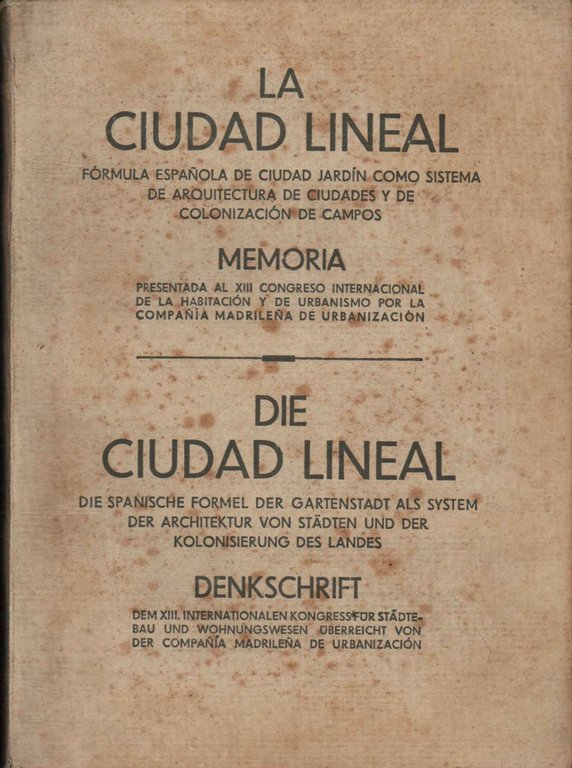 LA
CIUDAD LINEAL
FÓRMULA ESPAÑOLA DE CIUDAD JARDÍN COMO SISTEMA
DE ARQUITECTURA DE CIUDADES Y DE
COLONIZACIÓN DE CAMPOS
MEMORIA
PRESENTADA AL XIII CONGRESO INTERNACIONAL
DE LA HABITACIÓN Y DE URBANISMO POR LA
COMPAÑÍA MADRILEÑA DE URBANIZACIÓN
DIE
CIUDAD LINEAL
DIE SPANISCHE FORMEL DER GARTENSTADT ALS SYSTEM
DER ARCHITEKTUR VON STÄDTEN UND DER
KOLONISIERUNG DES LANDES
DENKSCHRIFT
DEM XIII. INTERNATIONALEN KONGRESS FÜR STÄDTE-
BAU UND WOHNUNGSWESEN ÜBERREICHT VON
DER COMPAÑÍA MADRILEÑA DE URBANIZACIÓN